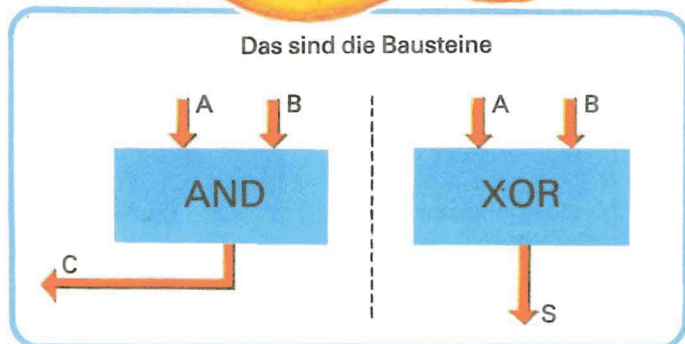 Das sind die Bausteine
A B A B
AND XOR
C
S